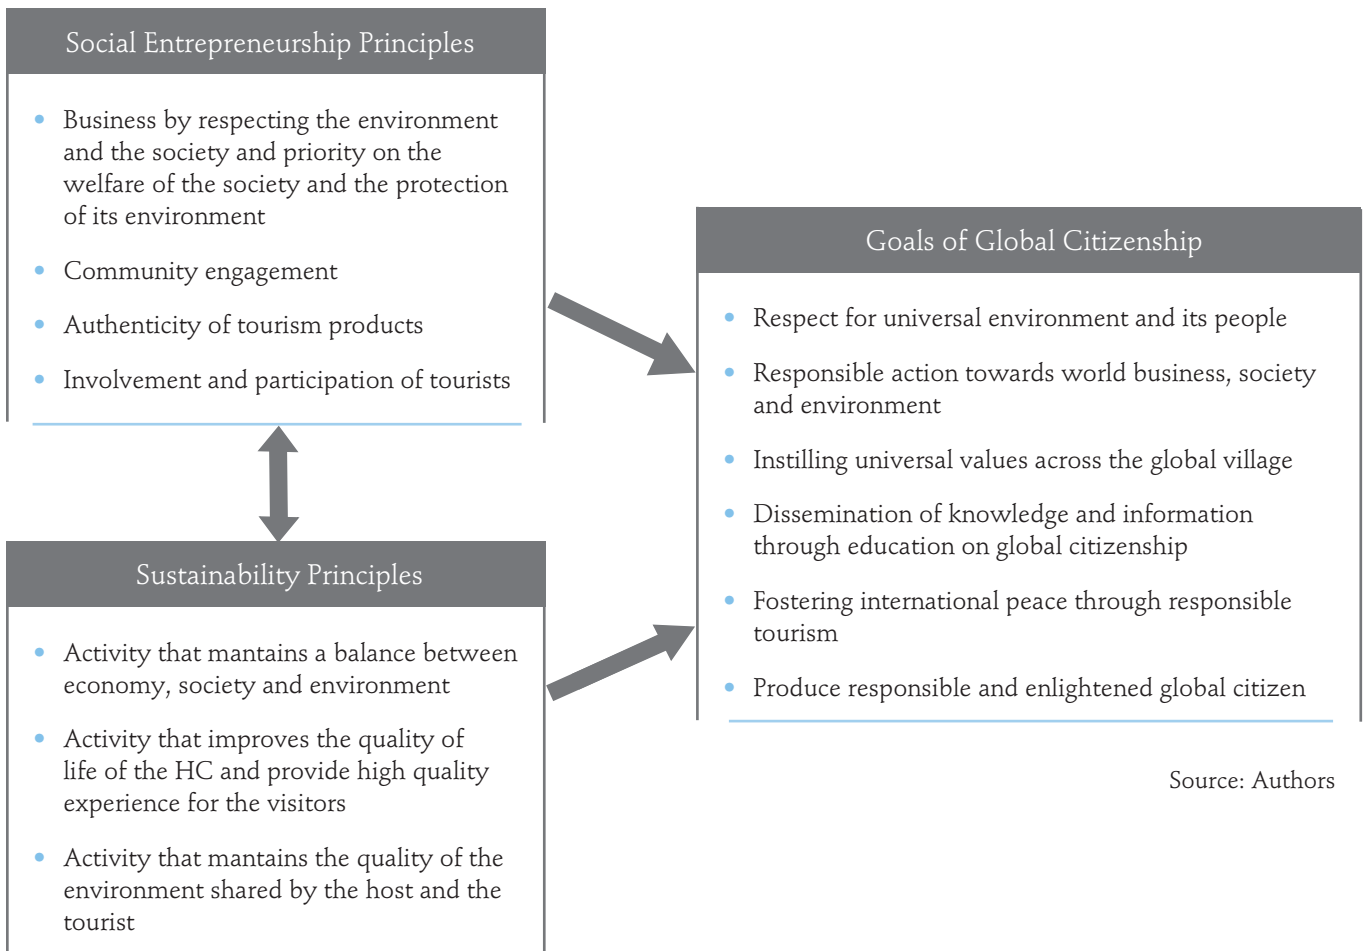 Social Entrepreneurship Principles
• Business by respecting the environment
and the society and priority on the
welfare of the society and the protection
of its environment
• Community engagement
• Authenticity of tourism products
• Involvement and participation of tourists
Sustainability Principles
• Activity that mantains a balance between
economy, society and environment
• Activity that improves the quality of
life of the HC and provide high quality
experience for the visitors
• Activity that mantains the quality of the
environment shared by the host and the
tourist
Goals of Global Citizenship
• Respect for universal environment and its people
• Responsible action towards world business, society
and environment
• Instilling universal values across the global village
• Dissemination of knowledge and information
through education on global citizenship
• Fostering international peace through responsible
tourism
• Produce responsible and enlightened global citizen
Source: Authors